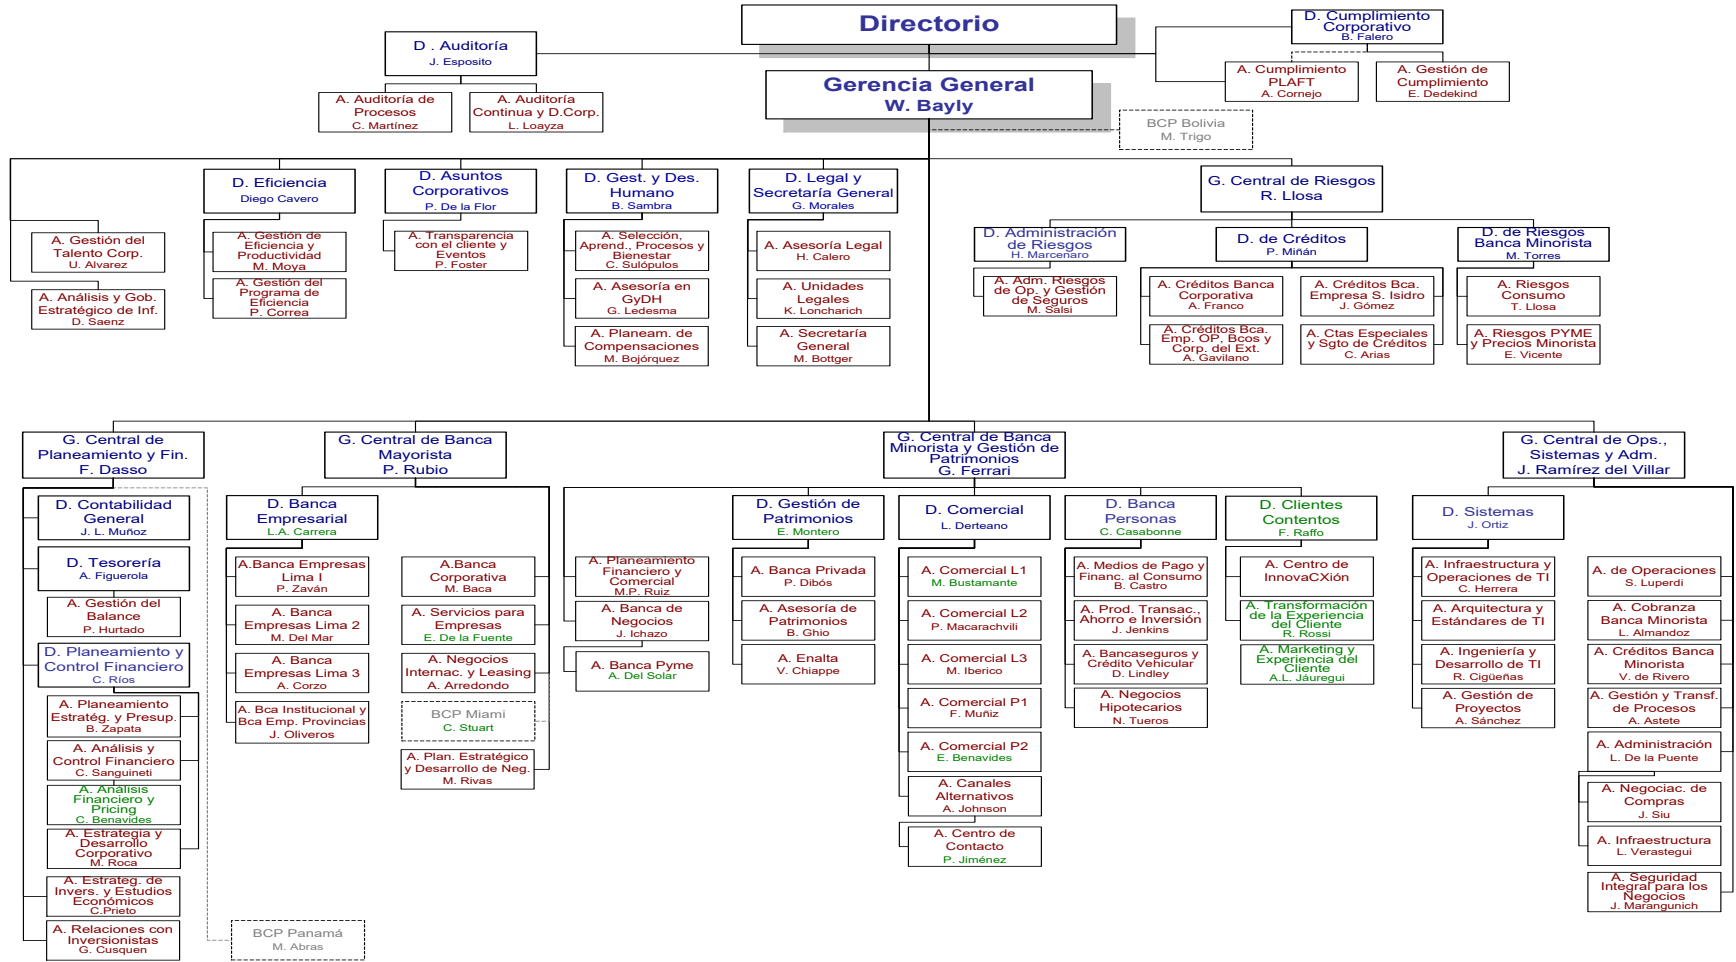 Directorio
Gerencia General
W. Bayly
D . Auditoría
J. Esposito
A. Auditoría de
Procesos
C. Martínez
A. Auditoría
Continua y D.Corp.
L. Loayza
D. Cumplimiento
Corporativo
B. Falero
A. Cumplimiento
PLAFT
A. Cornejo
A. Gestión de
Cumplimiento
E. Dedekind
BCP Bolivia
M. Trigo
A. Gestión del
Talento Corp.
U. Alvarez
A. Análisis y Gob.
Estratégico de Inf.
D. Saenz
D. Eficiencia
Diego Cavero
A. Gestión de
Eficiencia y
Productividad
M. Moya
A. Gestión del
Programa de
Eficiencia
P. Correa
D. Asuntos
Corporativos
P. De la Flor
A. Transparencia
con el cliente y
Eventos
P. Foster
D. Gest. y Des.
Humano
B. Sambra
A. Selección,
Aprend., Procesos y
Bienestar
C. Sulópulos
A. Asesoría en
GyDH
G. Ledesma
A. Planeam. de
Compensaciones
M. Bojórquez
D. Legal y
Secretaría General
G. Morales
A. Asesoría Legal
H. Calero
A. Unidades
Legales
K. Loncharich
A. Secretaría
General
M. Bottger
G. Central de Riesgos
R. Llosa
D. Administración
de Riesgos
H. Marcenaro
A. Adm. Riesgos
de Op. y Gestión
de Seguros
M. Salsi
D. de Créditos
P. Miñán
A. Créditos Banca
Corporativa
A. Franco
A. Créditos Bca.
Emp. OP, Bcos y
Corp. del Ext.
A. Gavilano
A. Créditos Bca.
Empresa S. Isidro
J. Gómez
A. Ctas Especiales
y Sgto de Créditos
C. Arias
D. de Riesgos
Banca Minorista
M. Torres
A. Riesgos
Consumo
T. Llosa
A. Riesgos PYME
y Precios Minorista
E. Vicente
G. Central de
Planeamiento y Fin.
F. Dasso
D. Contabilidad
General
J. L. Muñoz
D. Tesorería
A. Figuerola
A. Gestión del
Balance
P. Hurtado
D. Planeamiento y
Control Financiero
C. Ríos
A. Planeamiento
Estratég. y Presup.
B. Zapata
A. Análisis y
Control Financiero
C. Sanguineti
A. Análisis
Financiero y
Pricing
C. Benavides
A. Estrategia y
Desarrollo
Corporativo
M. Roca
A. Estrateg. de
Invers. y Estudios
Económicos
C.Prieto
A. Relaciones con
Inversionistas
G. Cusquen
BCP Panamá
M. Abras
G. Central de Banca
Mayorista
P. Rubio
D. Banca
Empresarial
L.A. Carrera
A.Banca Empresas
Lima I
P. Zaván
A. Banca
Empresas Lima 2
M. Del Mar
A. Banca
Empresas Lima 3
A. Corzo
A. Bca Institucional y
Bca Emp. Provincias
J. Oliveros
A.Banca
Corporativa
M. Baca
A. Servicios para
Empresas
E. De la Fuente
A. Negocios
Internac. y Leasing
A. Arredondo
BCP Miami
C. Stuart
A. Plan. Estratégico
y Desarrollo de Neg.
M. Rivas
G. Central de Banca
Minorista y Gestión de
Patrimonios
G. Ferrari
A. Planeamiento
Financiero y
Comercial
M.P. Ruiz
A. Banca de
Negocios
J. Ichazo
A. Banca Pyme
A. Del Solar
D. Gestión de
Patrimonios
E. Montero
A. Banca Privada
P. Dibós
A. Asesoría de
Patrimonios
B. Ghio
A. Enalta
V. Chiappe
D. Comercial
L. Derteano
A. Comercial L1
M. Bustamante
A. Comercial L2
P. Macarachvili
A. Comercial L3
M. Iberico
A. Comercial P1
F. Muñiz
A. Comercial P2
E. Benavides
A. Canales
Alternativos
A. Johnson
A. Centro de
Contacto
P. Jiménez
D. Banca
Personas
C. Casabonne
A. Medios de Pago y
Financ. al Consumo
B. Castro
A. Prod. Transac.,
Ahorro e Inversión
J. Jenkins
A. Bancaseguros y
Crédito Vehicular
D. Lindley
A. Negocios
Hipotecarios
N. Tueros
D. Clientes
Contentos
F. Raffo
A. Centro de
InnovaCXión
A. Transformación
de la Experiencia
del Cliente
R. Rossi
A. Marketing y
Experiencia del
Cliente
A.L. Jáuregui
G. Central de Ops.,
Sistemas y Adm.
J. Ramírez del Villar
D. Sistemas
J. Ortiz
A. Infraestructura y
Operaciones de TI
C. Herrera
A. Arquitectura y
Estándares de TI
A. Ingeniería y
Desarrollo de TI
R. Cigüeñas
A. Gestión de
Proyectos
A. Sánchez
A. de Operaciones
S. Luperdi
A. Cobranza
Banca Minorista
L. Almandoz
A. Créditos Banca
Minorista
V. de Rivero
A. Gestión y Transf.
de Procesos
A. Astete
A. Administración
L. De la Puente
A. Negociac. de
Compras
J. Siu
A. Infraestructura
L. Verastegui
A. Seguridad
Integral para los
Negocios
J. Marangunich